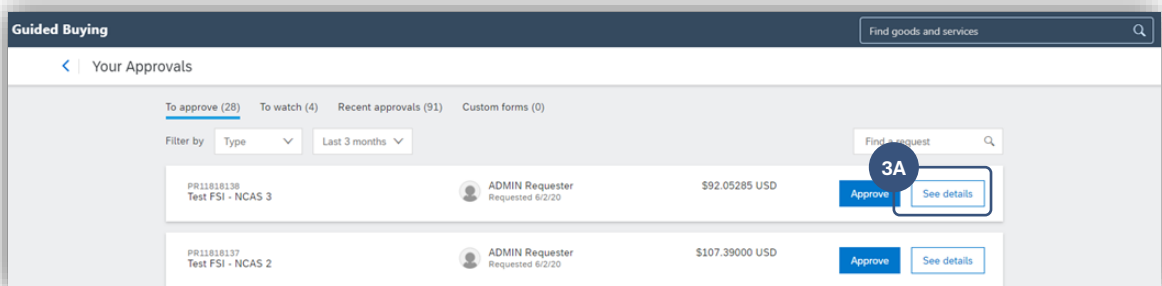 Guided Buying
Find goods and services
Your Approvals
To approve (28) To watch (4) Recent approvals (91) Custom forms (0)
Filter by Type Last 3 months Find a request
3A
PR11818138
Test FSI - NCAS 3
ADMIN Requester
Requested 6/2/20
$92.05285 USD
Approve
See details
PR11818137
Test FSI - NCAS 2
ADMIN Requester
Requested 6/2/20
$107.39000 USD
Approve
See details